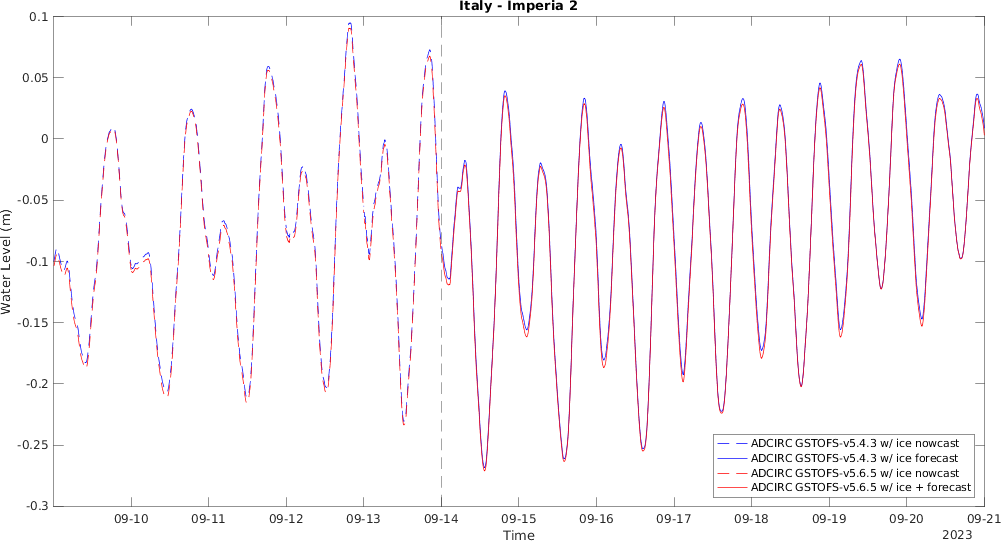 Italy - Imperia 2
0.1
0.05
0
-0.05
-0.1
-0.15
-0.2
-0.25
-0.3
Water Level (m)
ADCIRC GSTOFS-v5.4.3 w/ ice nowcast
ADCIRC GSTOFS-v5.4.3 w/ ice forecast
ADCIRC GSTOFS-v5.6.5 w/ ice nowcast
ADCIRC GSTOFS-v5.6.5 w/ ice + forecast
09-10 09-11 09-12 09-13 09-14 09-15 09-16 09-17 09-18 09-19 09-20 09-21
Time
2023